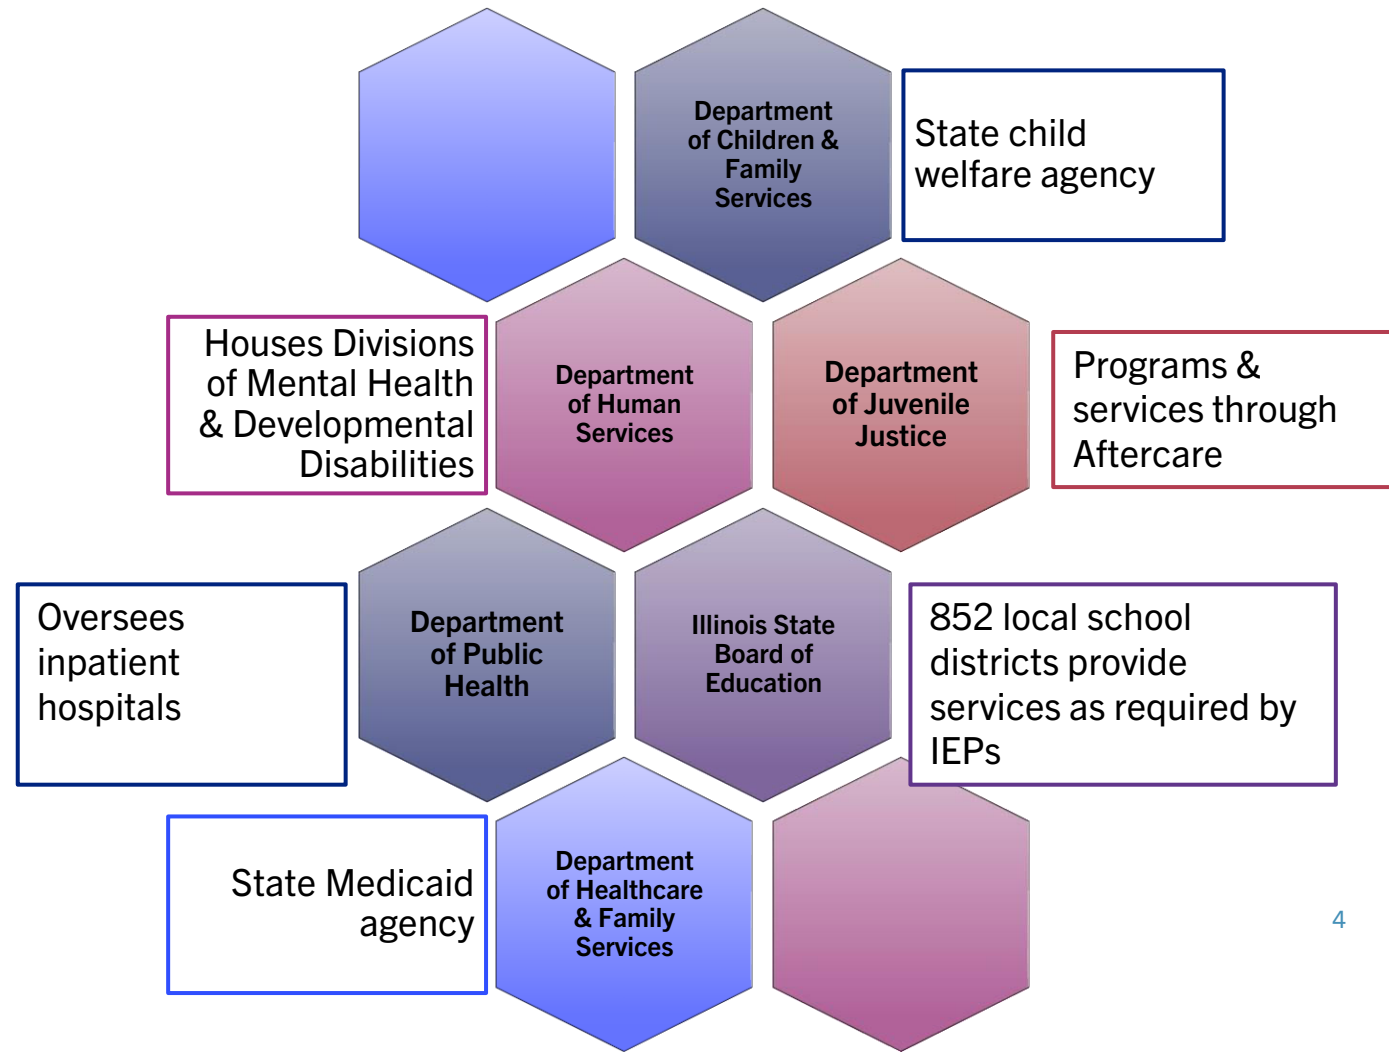 Department
of Children &
Family
Services
State child
welfare agency
Houses Divisions
of Mental Health
& Developmental
Disabilities
Department
of Human
Services
Department
of Juvenile
Justice
Programs &
services through
Aftercare
Oversees
inpatient
hospitals
Department
of Public
Health
Illinois State
Board of
Education
852 local school
districts provide
services as required by
IEPs
State Medicaid
agency
Department
of Healthcare
& Family
Services
4